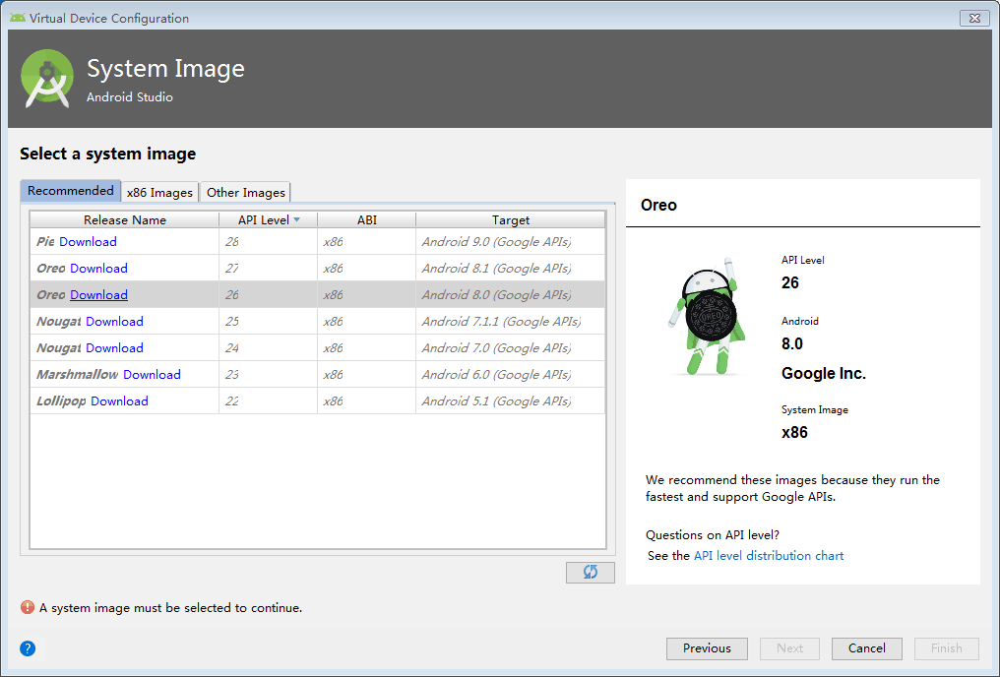 Virtual Device Configuration
System Image
Android Studio
Select a system image
Recommended x86 Images Other Images
Release Name API Level ABI Target
Pie Download 28 x86 Android 9.0 (Google APIs)
Oreo Download 27 x86 Android 8.1 (Google APIs)
Oreo Download 26 x86 Android 8.0 (Google APIs)
Nougat Download 25 x86 Android 7.1.1 (Google APIs)
Nougat Download 24 x86 Android 7.0 (Google APIs)
Marshmallow Download 23 x86 Android 6.0 (Google APIs)
Lollipop Download 22 x86 Android 5.1 (Google APIs)
Oreo
OREO
API Level
26
Android
8.0
Google Inc.
System Image
x86
We recommend these images because they run the
fastest and support Google APIs.
Questions on API level?
See the API level distribution chart
A system image must be selected to continue.
? Previous Next Cancel Finish